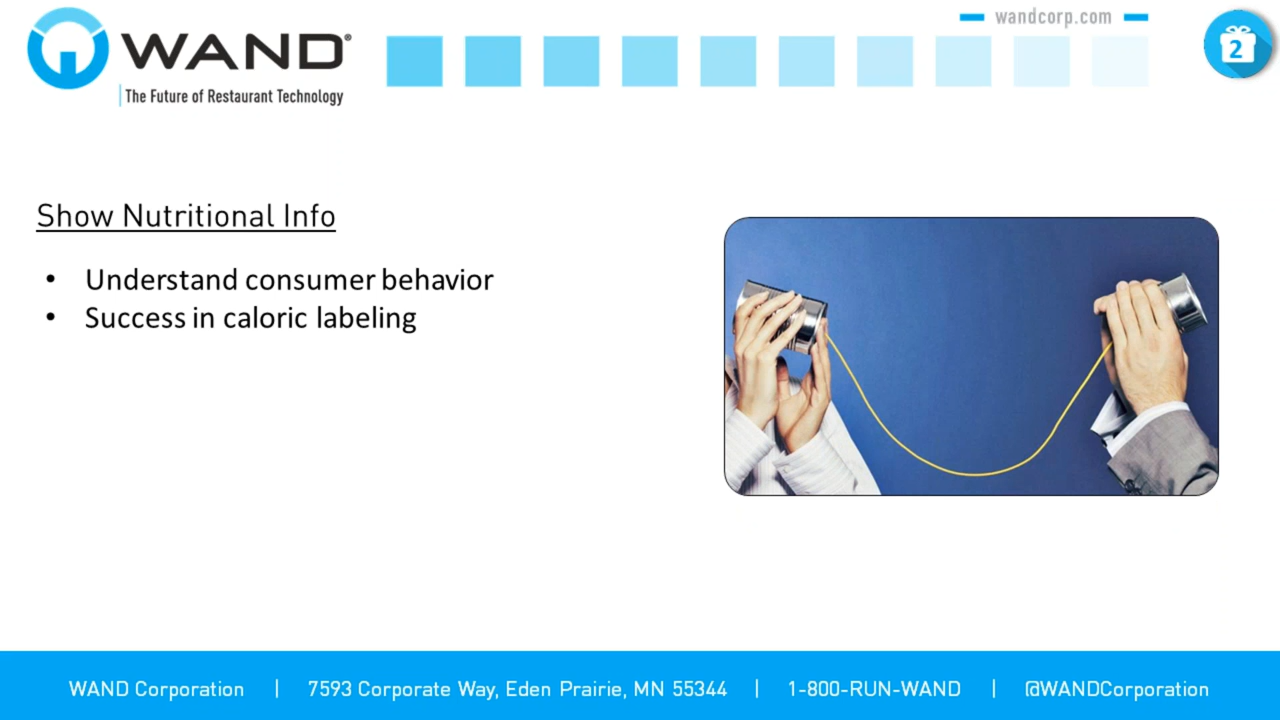 wandcorp.com
WAND®
The Future of Restaurant Technology
2
Show Nutritional Info
• Understand consumer behavior
• Success in caloric labeling
WAND Corporation | 7593 Corporate Way, Eden Prairie, MN 55344 | 1-800-RUN-WAND | @WANDCorporation